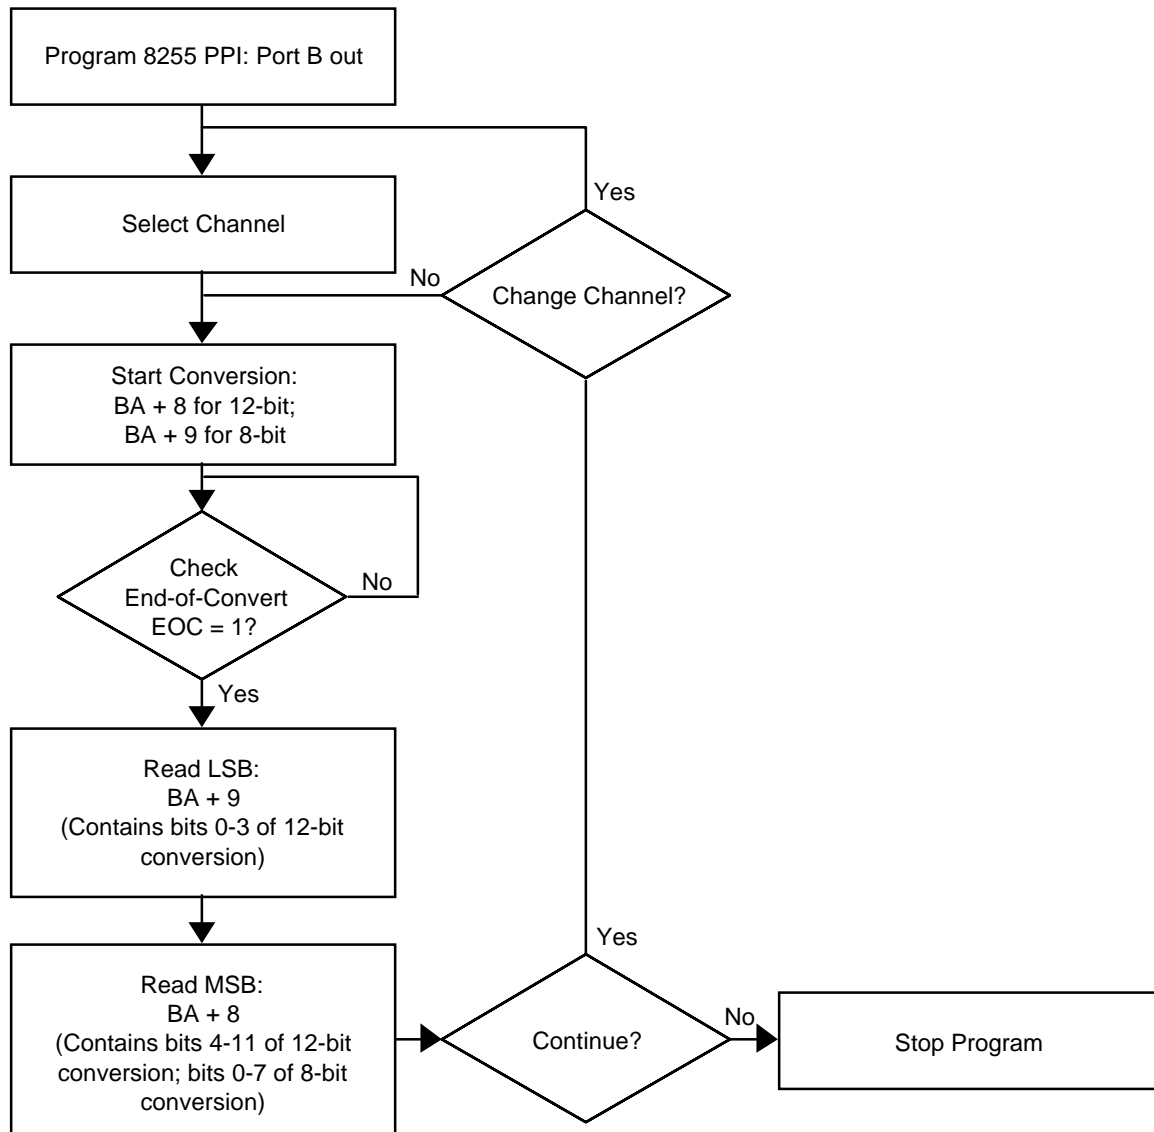 Program 8255 PPI: Port B out
Yes
Select Channel
No
Change Channel?
Start Conversion:
BA + 8 for 12-bit;
BA + 9 for 8-bit
Check
End-of-Convert
EOC = 1?
No
Yes
Read LSB:
BA + 9
(Contains bits 0-3 of 12-bit
conversion)
Read MSB:
BA + 8
(Contains bits 4-11 of 12-bit
conversion; bits 0-7 of 8-bit
conversion)
Yes
Continue?
No
Stop Program